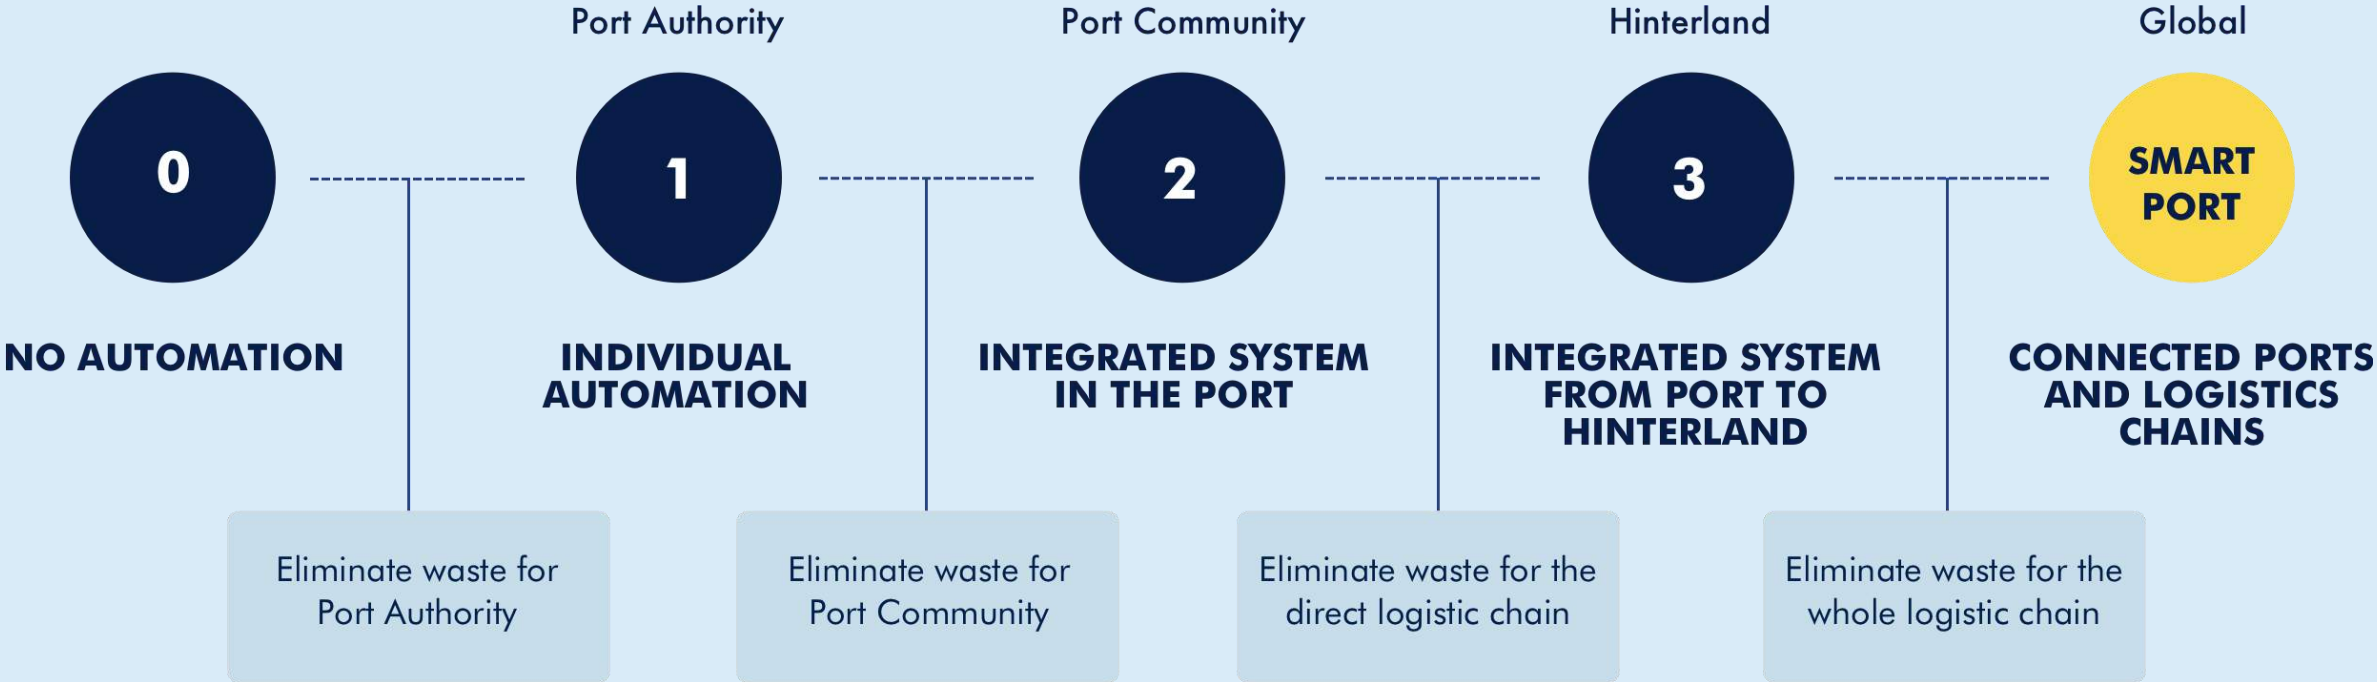 Port Authority
Port Community
Hinterland
Global
0
1
2
3
SMART
PORT
NO AUTOMATION
INDIVIDUAL
AUTOMATION
INTEGRATED SYSTEM
IN THE PORT
INTEGRATED SYSTEM
FROM PORT TO
HINTERLAND
CONNECTED PORTS
AND LOGISTICS
CHAINS
Eliminate waste for
Port Authority
Eliminate waste for
Port Community
Eliminate waste for the
direct logistic chain
Eliminate waste for the
whole logistic chain